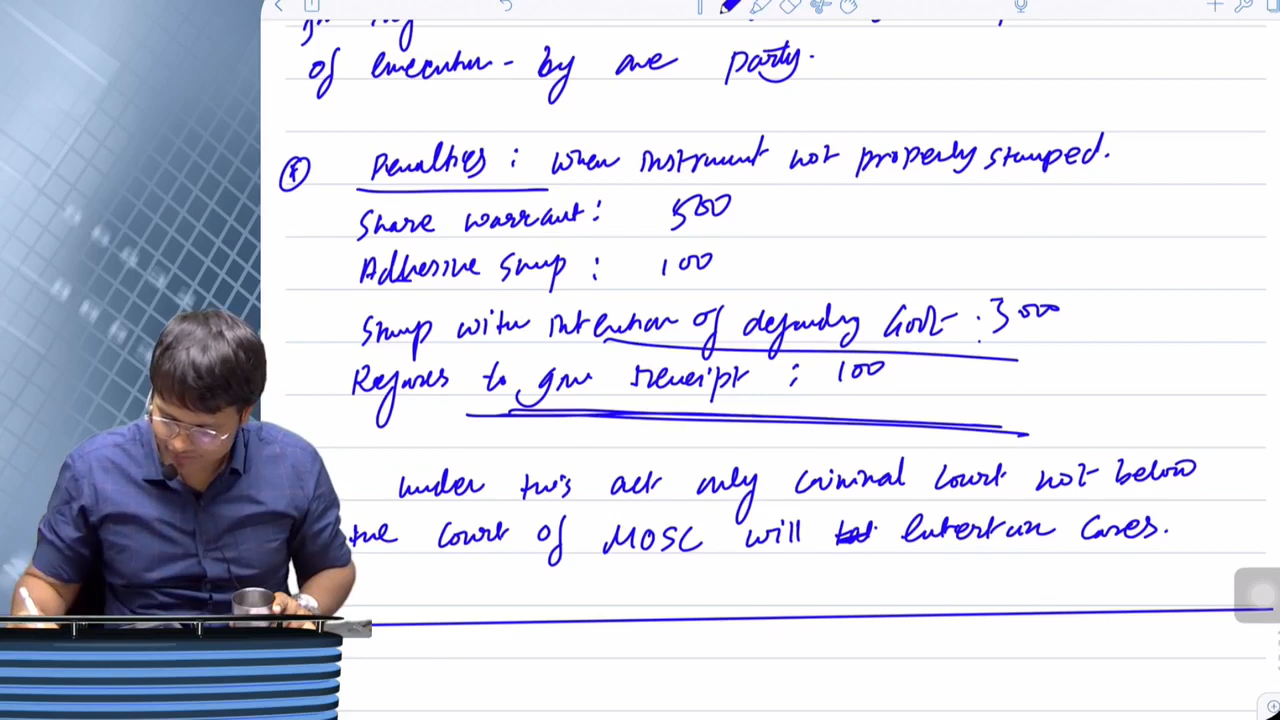 of execution - by one party.
Penalties : when instrument not properly stamped.
Share warrant : 500
Adhesive Stamp : 100
Stamp with intention of defrauding Govt : 3000
Refuses to give receipt : 100
under this act only Criminal Court not below
the Court of MOSC will entertain Cases.